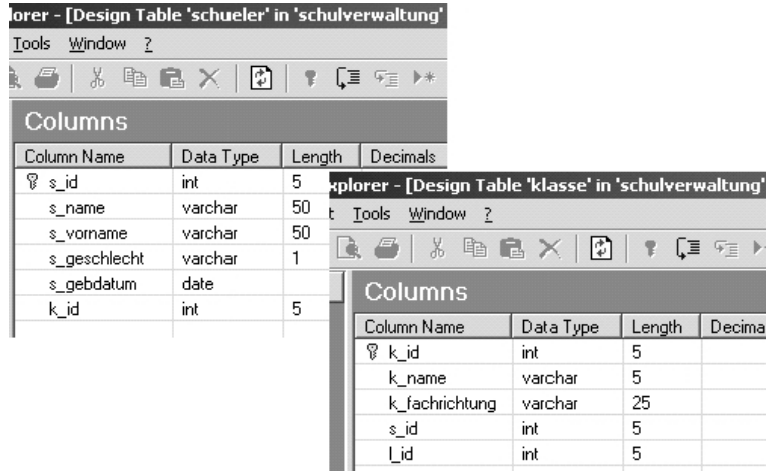 lorer - [Design Table 'schueler' in 'schulverwaltung'
Tools Window ?
Columns
Column Name Data Type Length Decimals
s_id int 5
s_name varchar 50
s_vorname varchar 50
s_geschlecht varchar 1
s_gebdatum date
k_id int 5
xplorer - [Design Table 'klasse' in 'schulverwaltung'
t Tools Window ?
Columns
Column Name Data Type Length Decima
k_id int 5
k_name varchar 5
k_fachrichtung varchar 25
s_id int 5
l_id int 5